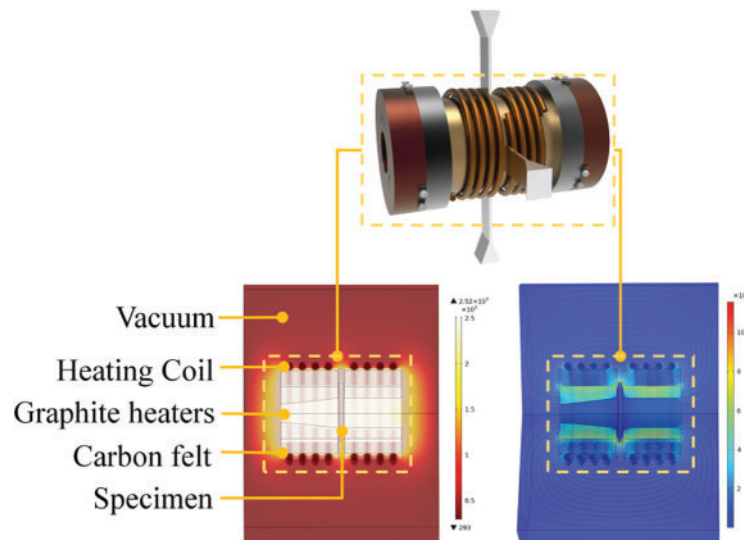 Vacuum
Heating Coil
Graphite heaters
Carbon felt
Specimen
▲ 2.52×10³
×10³
2.5
2
1.5
1
0.5
▼ 293
×10
10
8
6
4
2